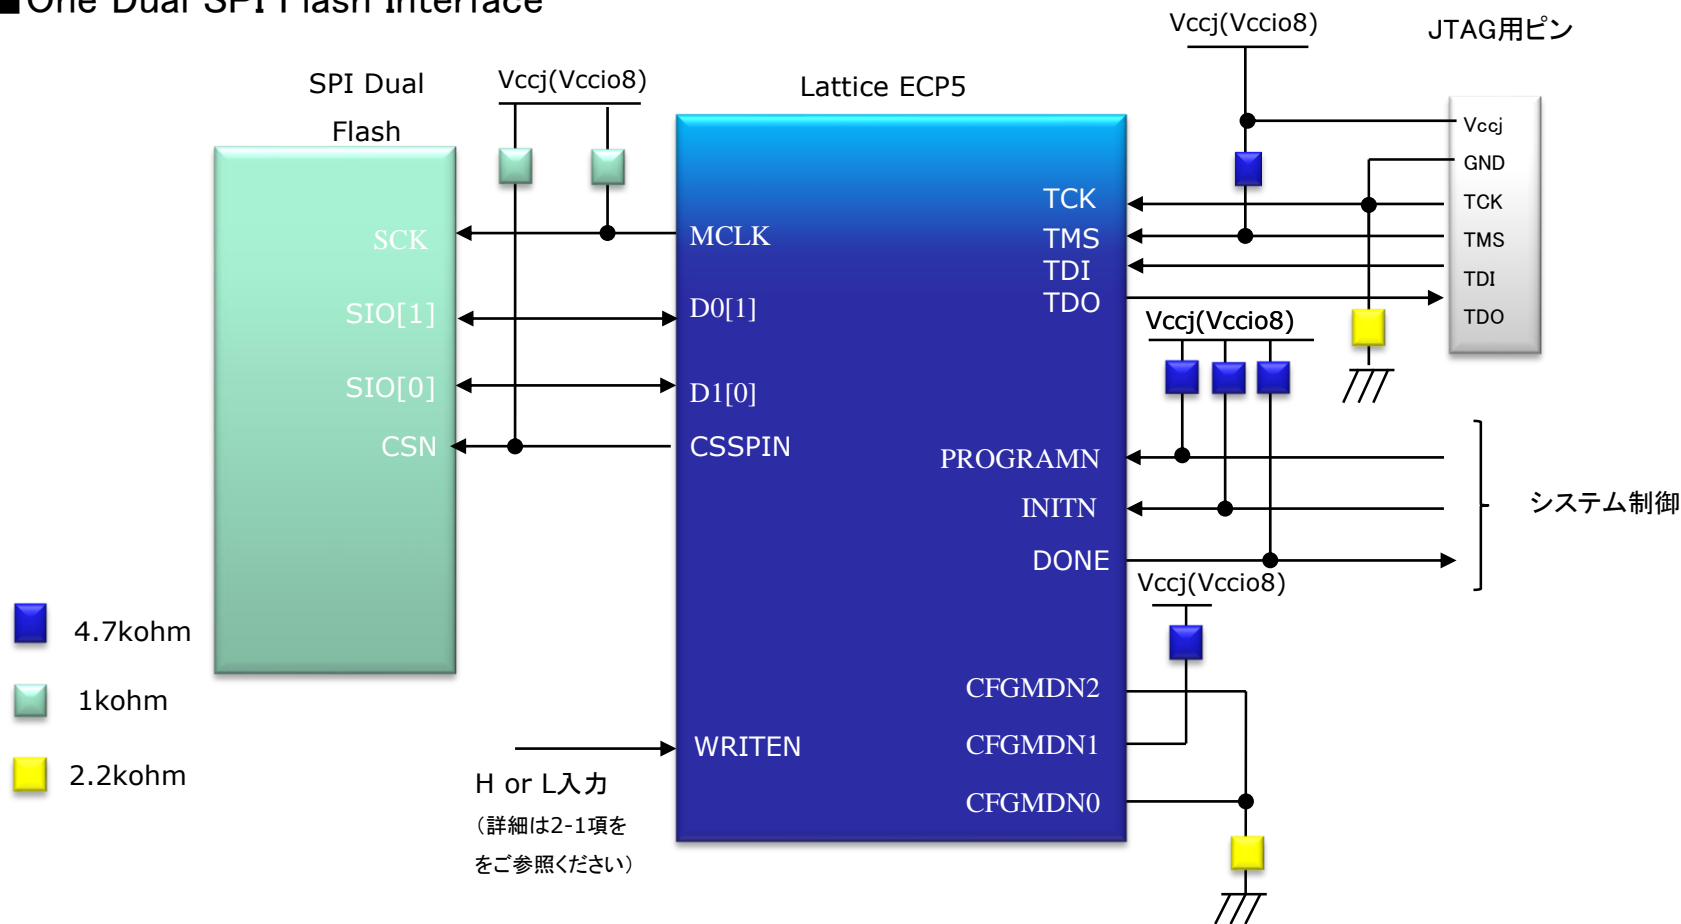 ■One Dual SPI Flash Interface
Vccj(Vccio8)
JTAG用ピン
SPI Dual
Flash
Vccj(Vccio8)
Lattice ECP5
Vccj
GND
TCK
TMS
TDI
TDO
SCK
SIO[1]
SIO[0]
CSN
MCLK
D0[1]
D1[0]
CSSPIN
TCK
TMS
TDI
TDO
Vccj(Vccio8)
PROGRAMN
INITN
DONE
システム制御
Vccj(Vccio8)
4.7kohm
1kohm
2.2kohm
WRITEN
CFGMDN2
CFGMDN1
CFGMDN0
H or L入力
（詳細は2-1項を
をご参照ください）